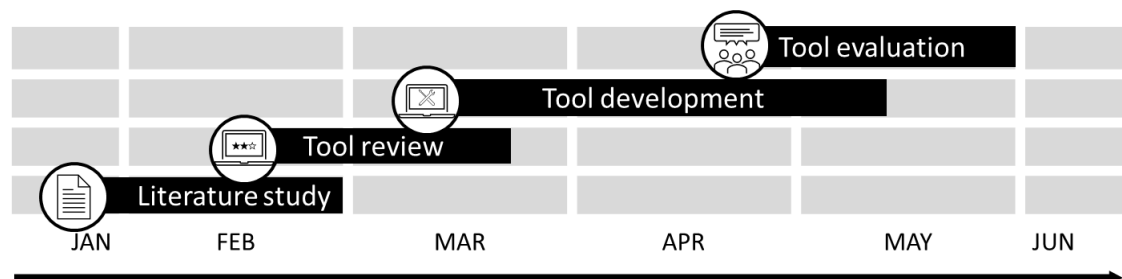 Tool evaluation
Tool development
Tool review
Literature study
JAN FEB MAR APR MAY JUN